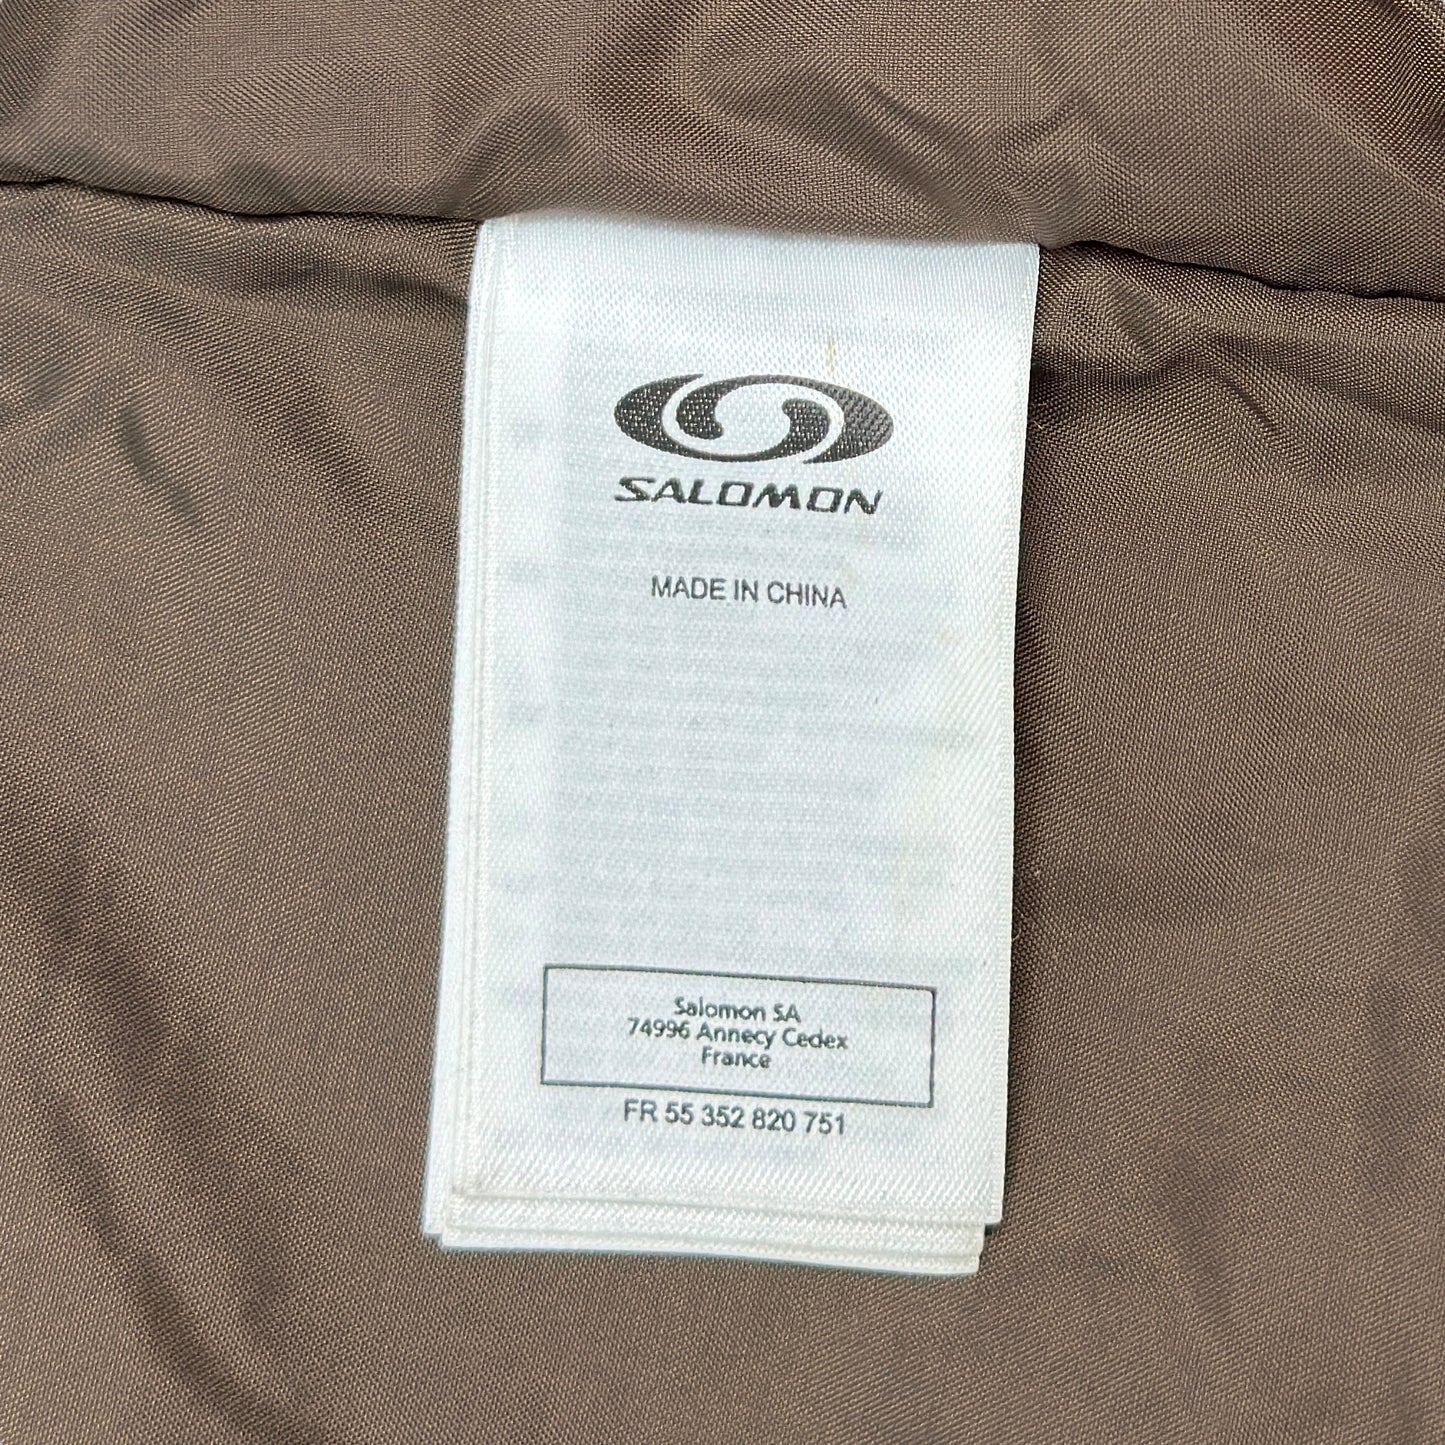 SALOMON
MADE IN CHINA
Salomon SA
74996 Annecy Cedex
France
FR 55 352 820 751